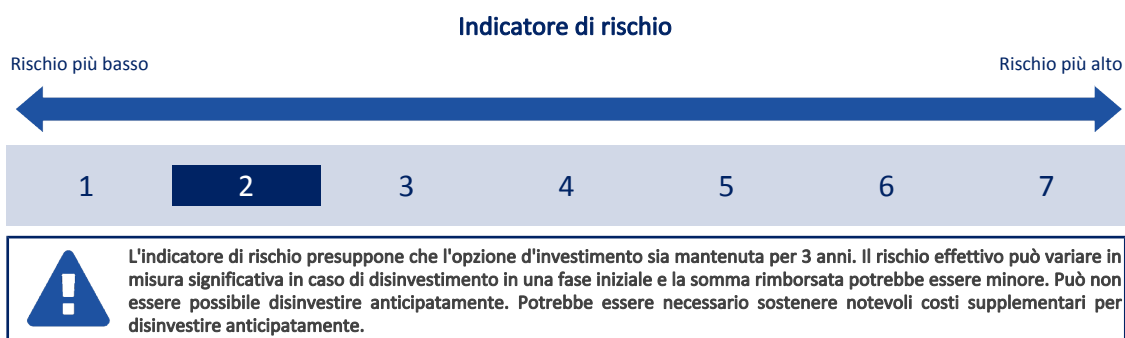 Indicatore di rischio
Rischio più basso
Rischio più alto
1 2 3 4 5 6 7
L'indicatore di rischio presuppone che l'opzione d'investimento sia mantenuta per 3 anni. Il rischio effettivo può variare in
misura significativa in caso di disinvestimento in una fase iniziale e la somma rimborsata potrebbe essere minore. Può non
essere possibile disinvestire anticipatamente. Potrebbe essere necessario sostenere notevoli costi supplementari per
disinvestire anticipatamente.